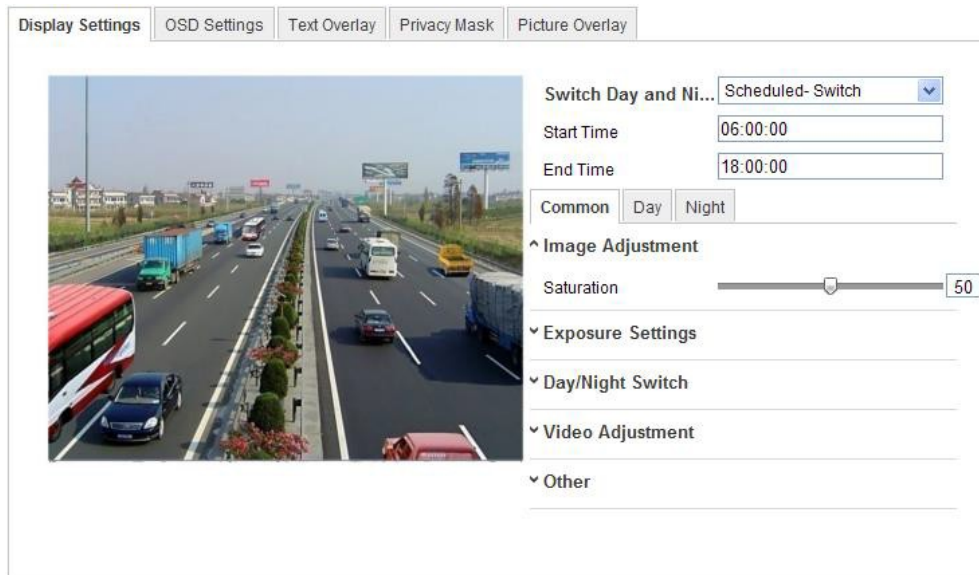 Display Settings
OSD Settings
Text Overlay
Privacy Mask
Picture Overlay
Switch Day and Ni... Scheduled- Switch
Start Time 06:00:00
End Time 18:00:00
Common Day Night
Image Adjustment
Saturation 50
Exposure Settings
Day/Night Switch
Video Adjustment
Other